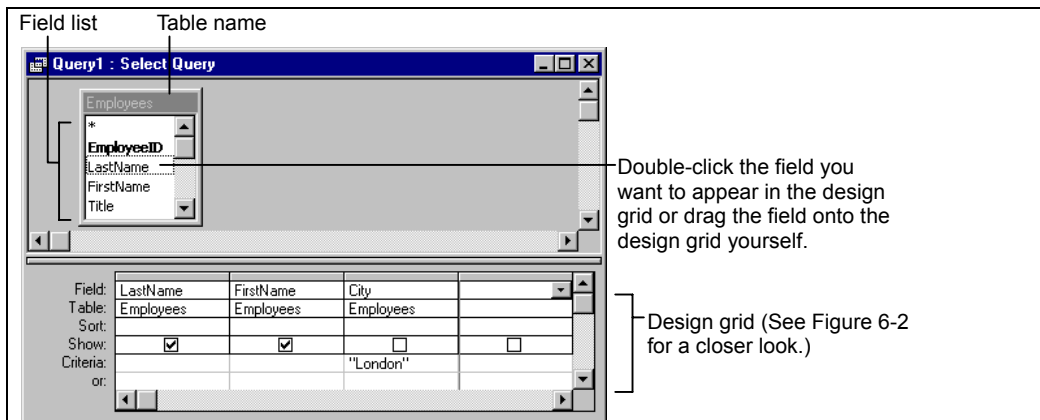 Field list Table name
Query1 : Select Query
Employees
*
EmployeeID
LastName
FirstName
Title
Double-click the field you
want to appear in the design
grid or drag the field onto the
design grid yourself.
Field: LastName FirstName City
Table: Employees Employees Employees
Sort:
Show:
Criteria: "London"
or:
Design grid (See Figure 6-2
for a closer look.)